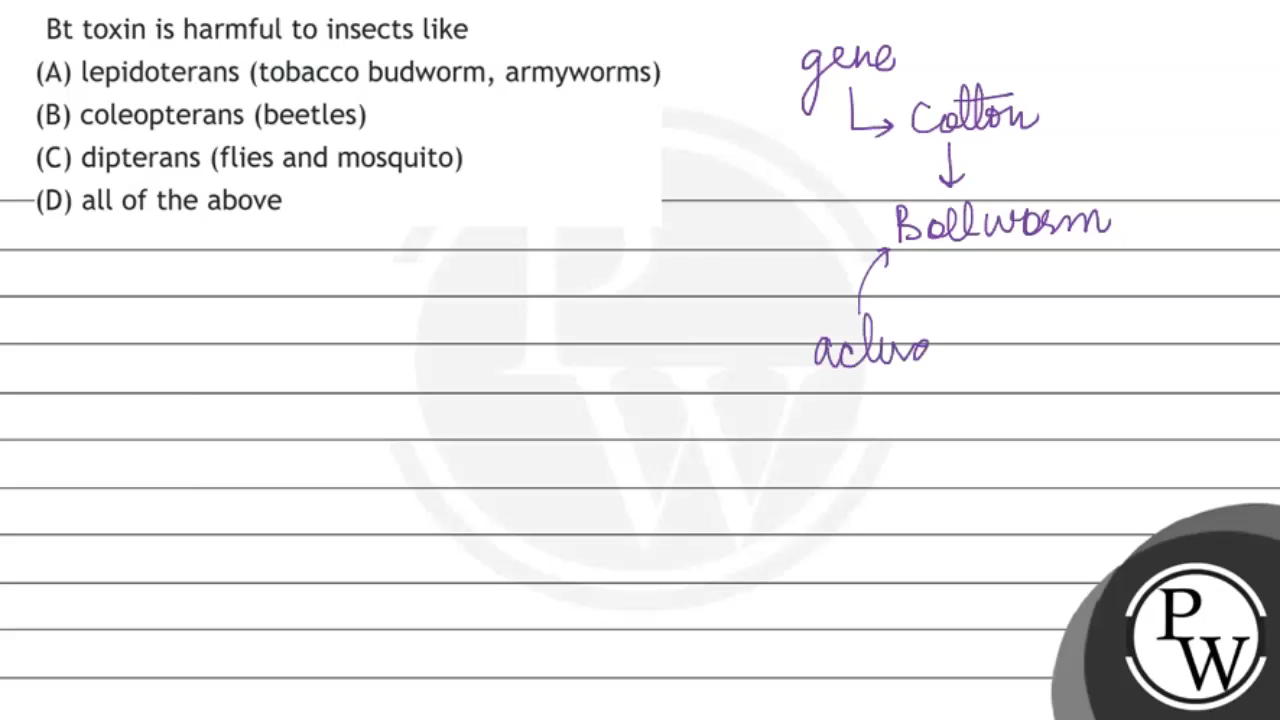 Bt toxin is harmful to insects like
(A) lepidoterans (tobacco budworm, armyworms)
(B) coleopterans (beetles)
(C) dipterans (flies and mosquito)
(D) all of the above
gene
Cotton
Bollworm
PW
PW